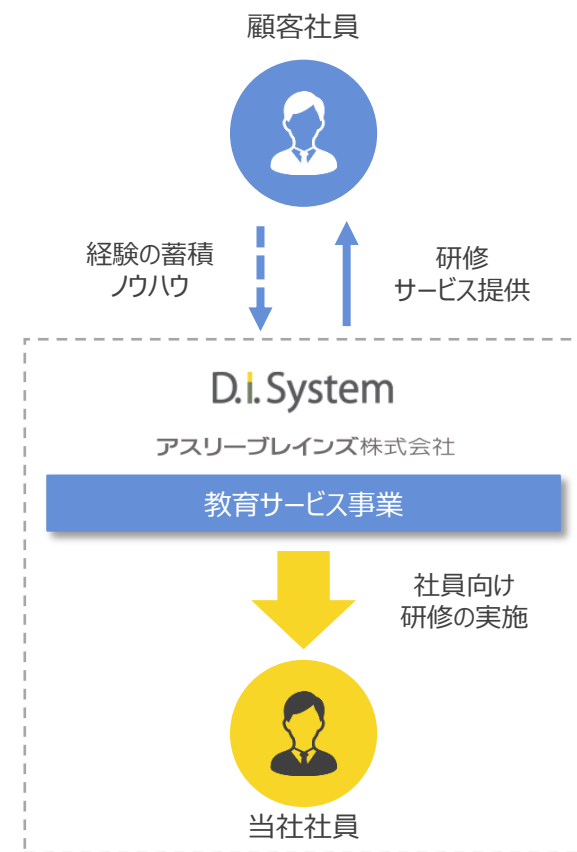 顧客社員
経験の蓄積
ノウハウ
研修
サービス提供
D.i.System
アスリーブレインズ株式会社
教育サービス事業
社員向け
研修の実施
当社社員